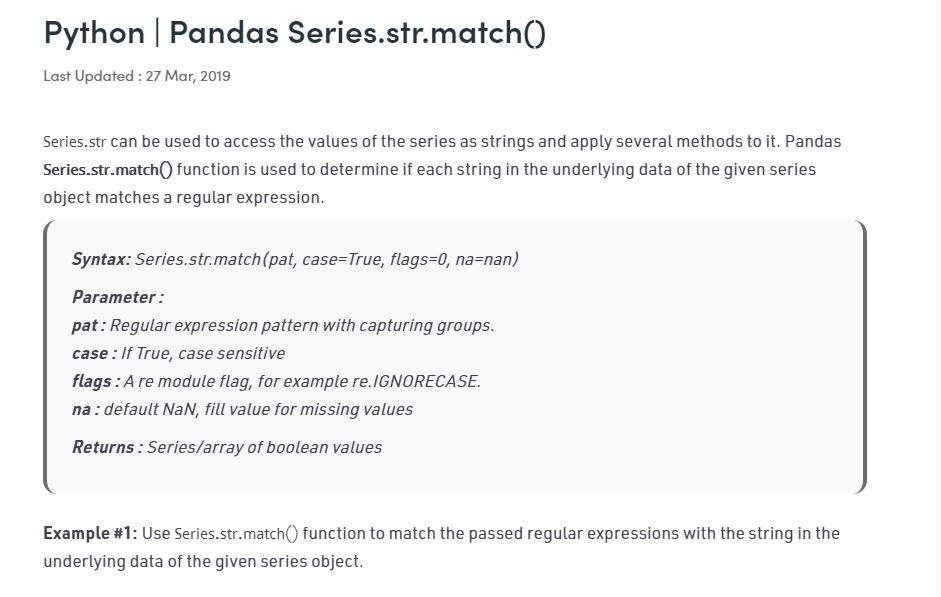 Python | Pandas Series.str.match()
Last Updated : 27 Mar, 2019
Series.str can be used to access the values of the series as strings and apply several methods to it. Pandas
Series.str.match() function is used to determine if each string in the underlying data of the given series
object matches a regular expression.
Syntax: Series.str.match(pat, case=True, flags=0, na=nan)
Parameter :
pat : Regular expression pattern with capturing groups.
case : If True, case sensitive
flags : A re module flag, for example re.IGNORECASE.
na : default NaN, fill value for missing values
Returns : Series/array of boolean values
Example #1: Use Series.str.match() function to match the passed regular expressions with the string in the
underlying data of the given series object.